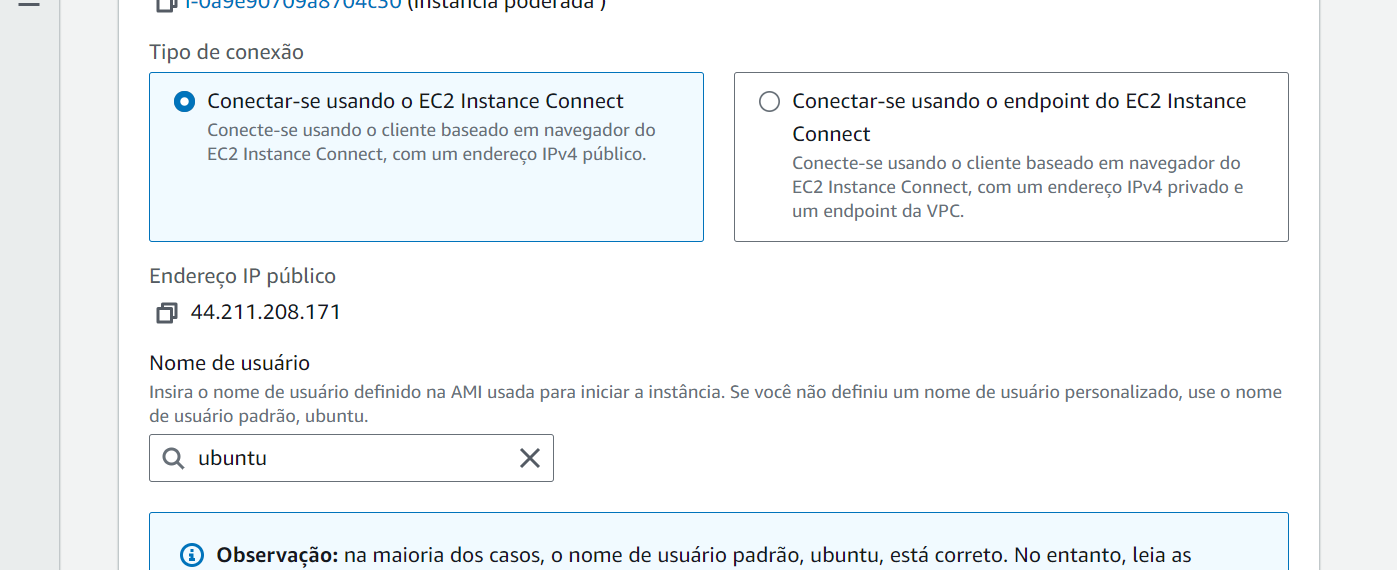 (instância poderada )
Tipo de conexão
Conectar-se usando o EC2 Instance Connect
Conecte-se usando o cliente baseado em navegador do
EC2 Instance Connect, com um endereço IPv4 público.
Conectar-se usando o endpoint do EC2 Instance
Connect
Conecte-se usando o cliente baseado em navegador do
EC2 Instance Connect, com um endereço IPv4 privado e
um endpoint da VPC.
Endereço IP público
44.211.208.171
Nome de usuário
Insira o nome de usuário definido na AMI usada para iniciar a instância. Se você não definiu um nome de usuário personalizado, use o nome
de usuário padrão, ubuntu.
ubuntu
Observação: na maioria dos casos, o nome de usuário padrão, ubuntu, está correto. No entanto, leia as